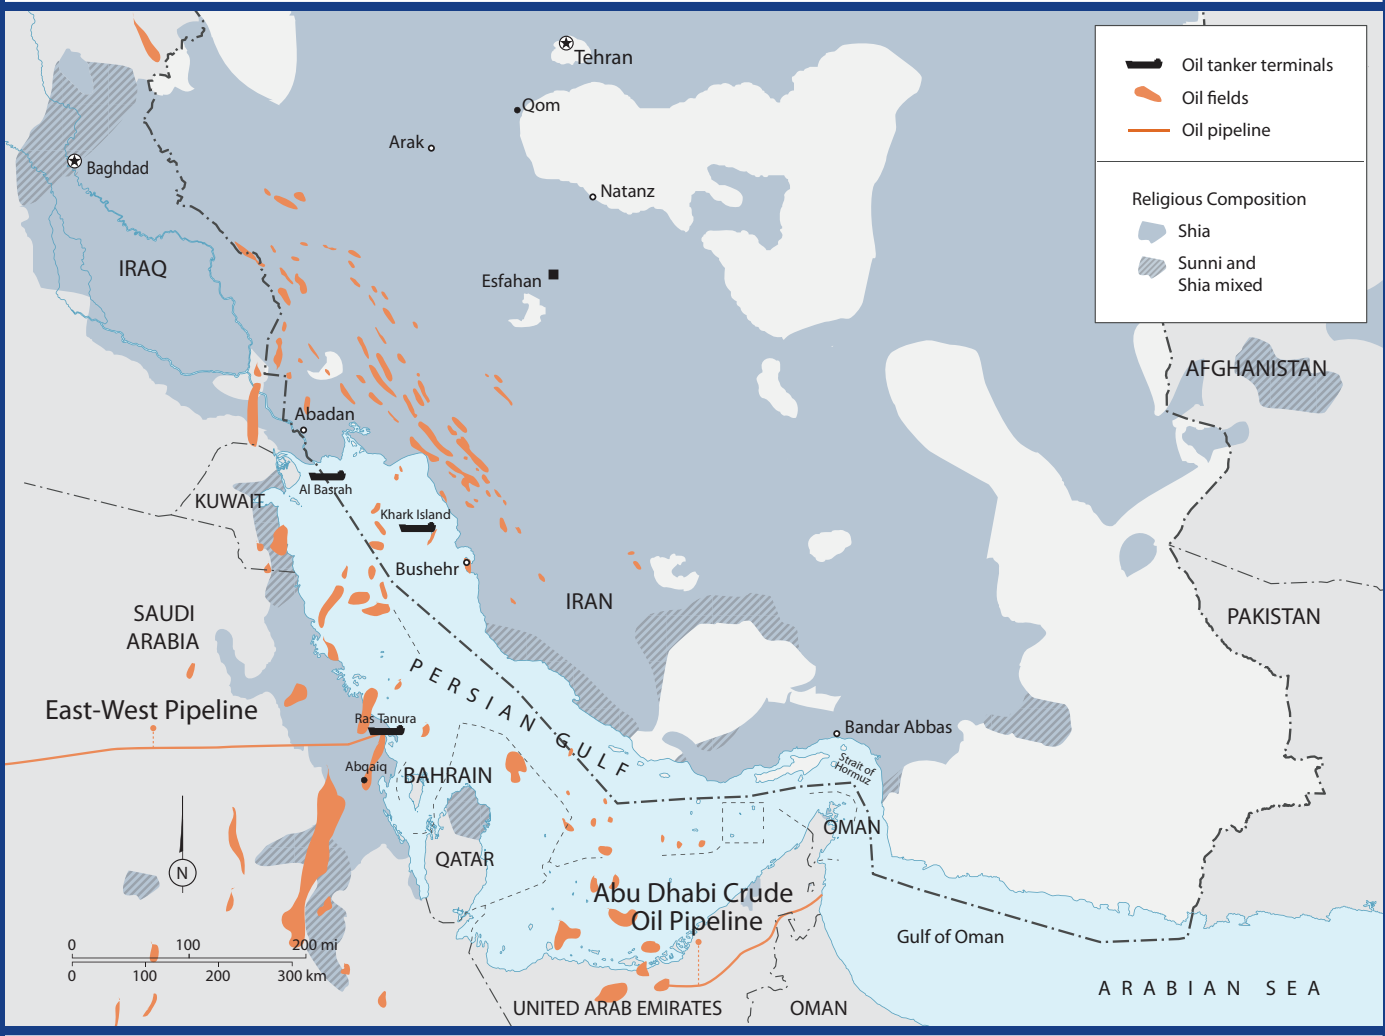 Tehran
Qom
Arak
Natanz
Baghdad
IRAQ
Esfahan
Oil tanker terminals
Oil fields
Oil pipeline
Religious Composition
Shia
Sunni and
Shia mixed
AFGHANISTAN
Abadan
Al Basrah
KUWAIT
Khark Island
Bushehr
IRAN
SAUDI
ARABIA
PAKISTAN
PERSIAN GULF
East-West Pipeline
Ras Tanura
Abqaiq
BAHRAIN
Bandar Abbas
Strait of
Hormuz
OMAN
QATAR
N
Abu Dhabi Crude
Oil Pipeline
Gulf of Oman
ARABIAN SEA
0 100 200 mi
0 100 200 300 km
UNITED ARAB EMIRATES
OMAN